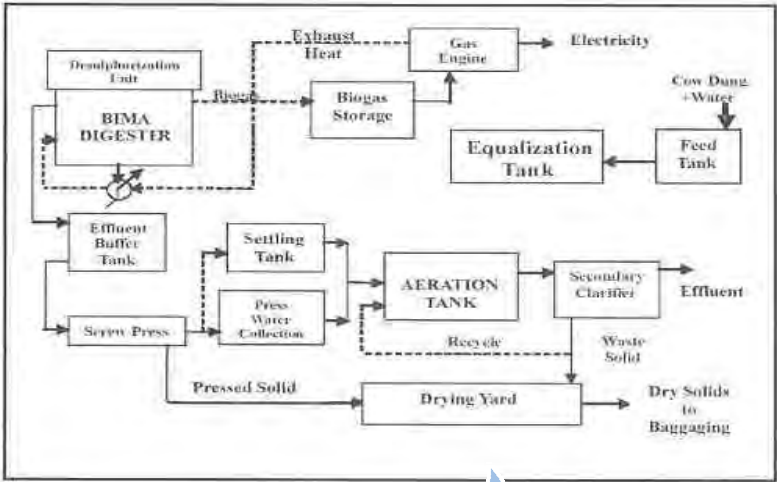 Exhaust
Heat
Gas
Engine
Electricity
Desulphurization
Unit
BIMA
DIGESTER
Biogas
Biogas
Storage
Cow Dung
+Water
Equalization
Tank
Feed
Tank
Effluent
Buffer
Tank
Settling
Tank
AERATION
TANK
Secondary
Clarifier
Effluent
Press
Water
Collection
Screw Press
Recycle
Waste
Solid
Pressed Solid
Drying Yard
Dry Solids
to
Baggaging